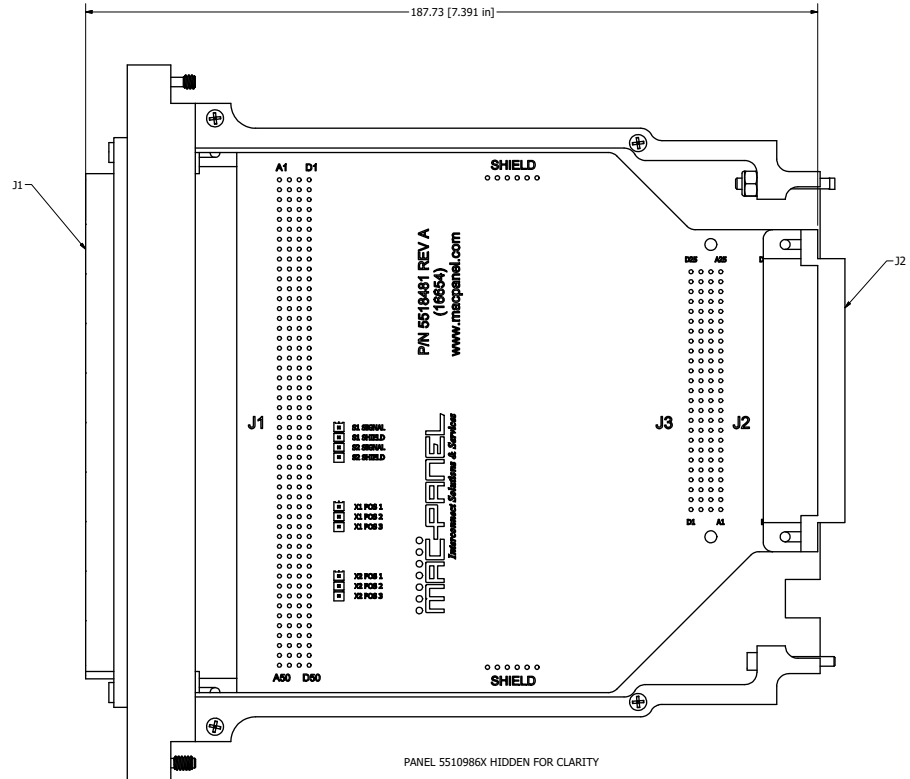 187.73 [7.391 in]
J1
J2
A1 D1
SHIELD
P/N 5518481 REV A
(16654)
www.macpanel.com
D25 A25
J1
J3
J2
S1 SIGNAL
S1 SHIELD
S2 SIGNAL
S2 SHIELD
X1 POS 1
X1 POS 2
X1 POS 3
X2 POS 1
X2 POS 2
X2 POS 3
MAC-PANEL
Interconnect Solutions & Services
D1 A1
A50 D50
SHIELD
PANEL 5510986X HIDDEN FOR CLARITY